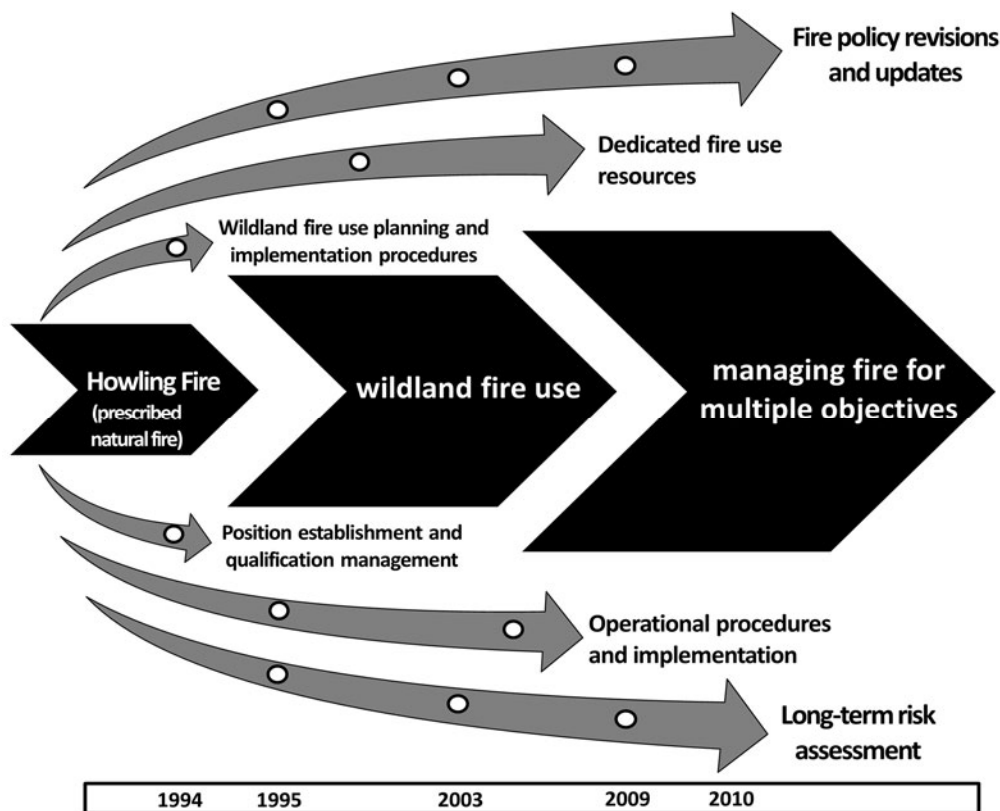 Fire policy revisions
and updates
Dedicated fire use
resources
Wildland fire use planning and
implementation procedures
Howling Fire
(prescribed
natural fire)
wildland fire use
managing fire for
multiple objectives
Position establishment and
qualification management
Operational procedures
and implementation
Long-term risk
assessment
1994 1995 2003 2009 2010